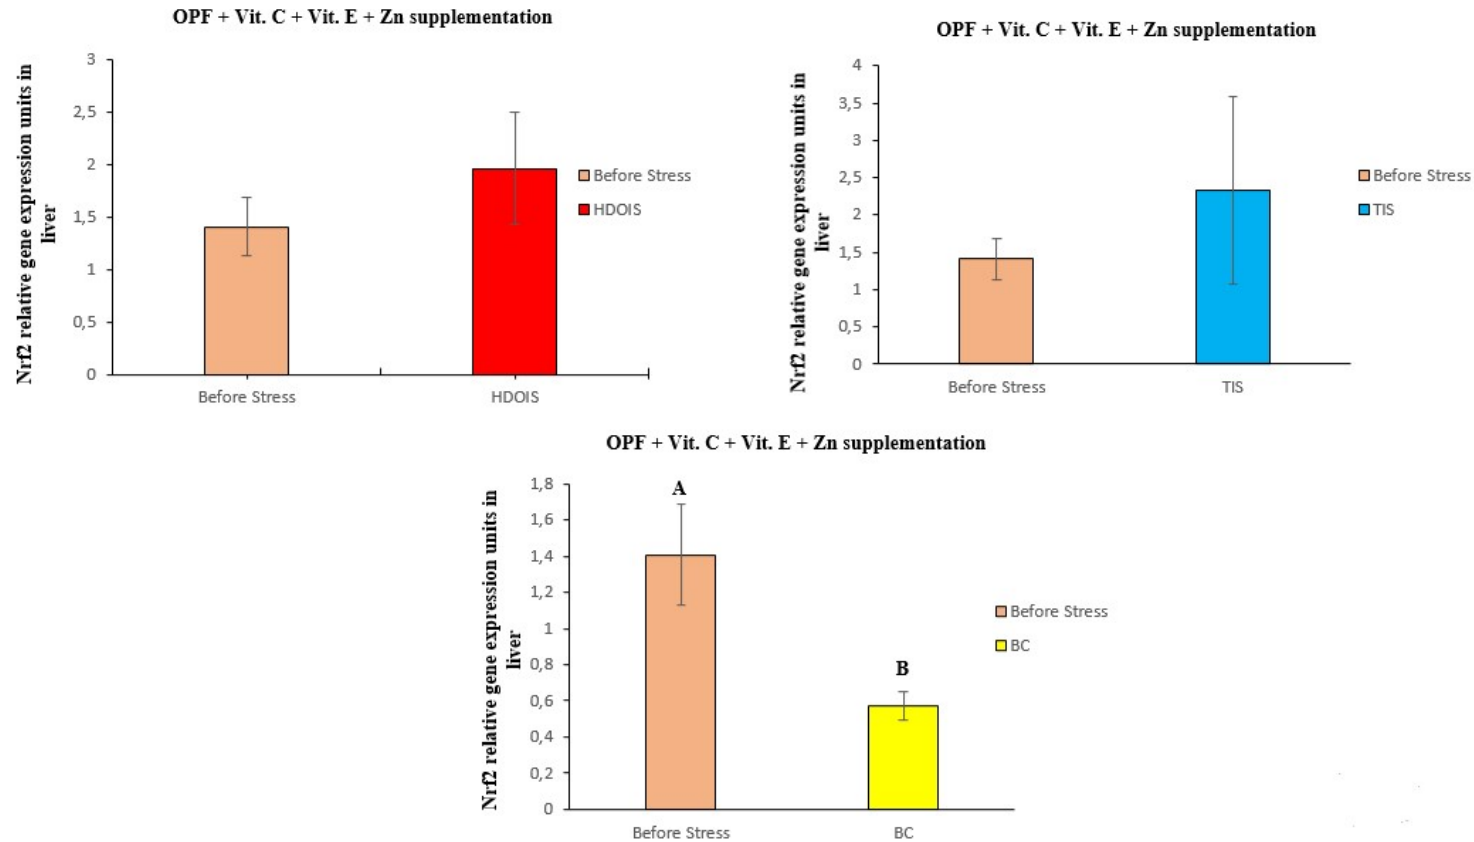 OPF + Vit. C + Vit. E + Zn supplementation
Nrf2 relative gene expression units in
liver
3
2,5
2
1,5
1
0,5
0
Before Stress
HDOIS
Before Stress
HDOIS
OPF + Vit. C + Vit. E + Zn supplementation
Nrf2 relative gene expression units in
liver
4
3,5
3
2,5
2
1,5
1
0,5
0
Before Stress
TIS
Before Stress
TIS
OPF + Vit. C + Vit. E + Zn supplementation
Nrf2 relative gene expression units in
liver
1,8
1,6
1,4
1,2
1
0,8
0,6
0,4
0,2
0
A
B
Before Stress
BC
Before Stress
BC